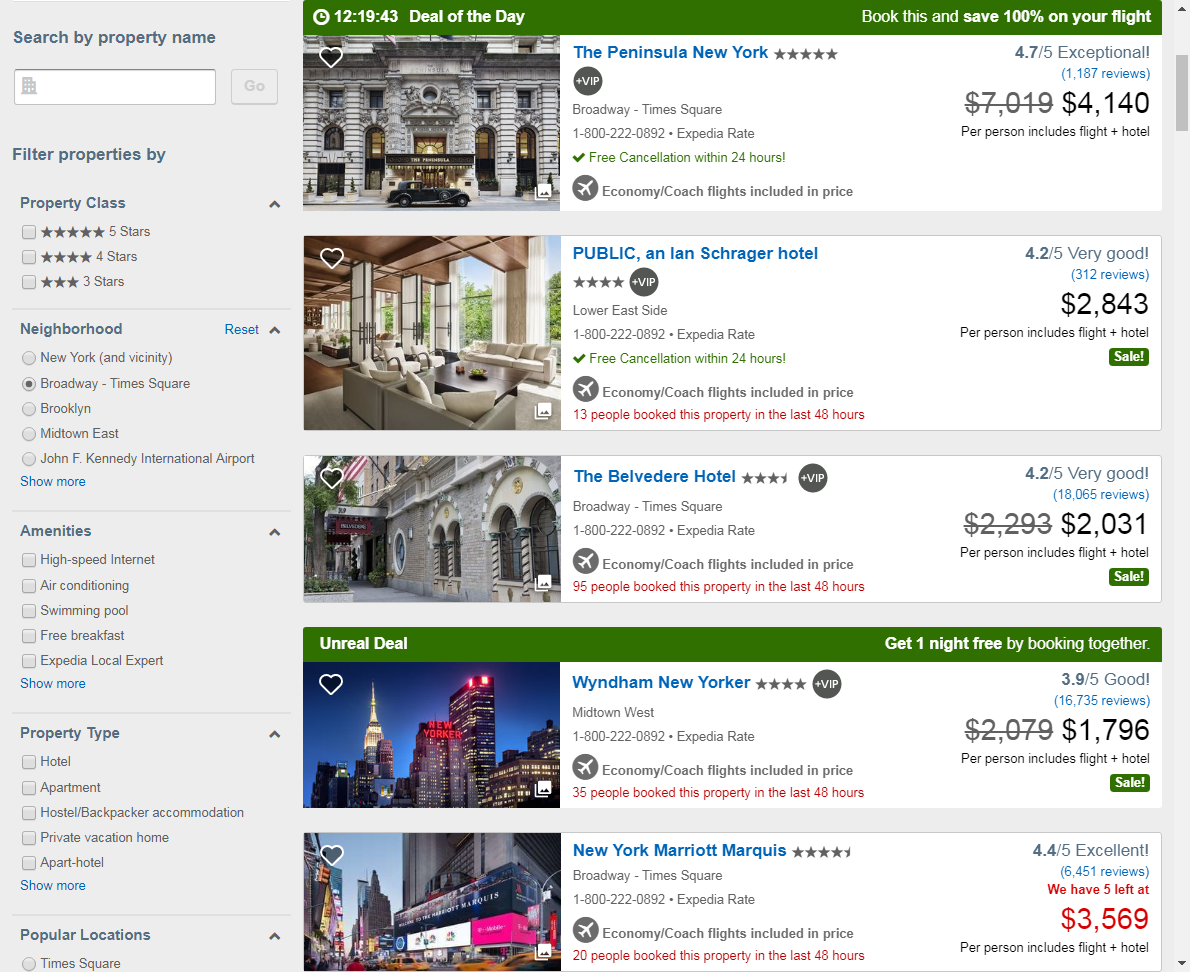 Search by property name
Go
Filter properties by
Property Class
5 Stars
4 Stars
3 Stars
Neighborhood Reset
New York (and vicinity)
Broadway - Times Square
Brooklyn
Midtown East
John F. Kennedy International Airport
Show more
Amenities
High-speed Internet
Air conditioning
Swimming pool
Free breakfast
Expedia Local Expert
Show more
Property Type
Hotel
Apartment
Hostel/Backpacker accommodation
Private vacation home
Apart-hotel
Show more
Popular Locations
Times Square
12:19:43 Deal of the Day Book this and save 100% on your flight
THE PENINSULA
The Peninsula New York
+VIP
Broadway - Times Square
1-800-222-0892 • Expedia Rate
Free Cancellation within 24 hours!
Economy/Coach flights included in price
4.7/5 Exceptional!
(1,187 reviews)
$7,019 $4,140
Per person includes flight + hotel
PUBLIC, an Ian Schrager hotel
+VIP
Lower East Side
1-800-222-0892 • Expedia Rate
Free Cancellation within 24 hours!
Economy/Coach flights included in price
13 people booked this property in the last 48 hours
4.2/5 Very good!
(312 reviews)
$2,843
Per person includes flight + hotel
Sale!
BELVEDERE
The Belvedere Hotel +VIP
Broadway - Times Square
1-800-222-0892 • Expedia Rate
Economy/Coach flights included in price
95 people booked this property in the last 48 hours
4.2/5 Very good!
(18,065 reviews)
$2,293 $2,031
Per person includes flight + hotel
Sale!
Unreal Deal Get 1 night free by booking together.
NEW
YORKER
Wyndham New Yorker +VIP
Midtown West
1-800-222-0892 • Expedia Rate
Economy/Coach flights included in price
35 people booked this property in the last 48 hours
3.9/5 Good!
(16,735 reviews)
$2,079 $1,796
Per person includes flight + hotel
Sale!
WELCOME TO THE MARRIOTT MARQUIS
T-Mobile
New York Marriott Marquis
Broadway - Times Square
1-800-222-0892 • Expedia Rate
Economy/Coach flights included in price
20 people booked this property in the last 48 hours
4.4/5 Excellent!
(6,451 reviews)
We have 5 left at
$3,569
Per person includes flight + hotel